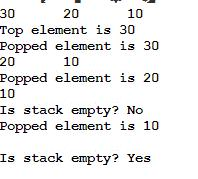 30 20 10
Top element is 30
Popped element is 30
20 10
Popped element is 20
10
Is stack empty? No
Popped element is 10
Is stack empty? Yes